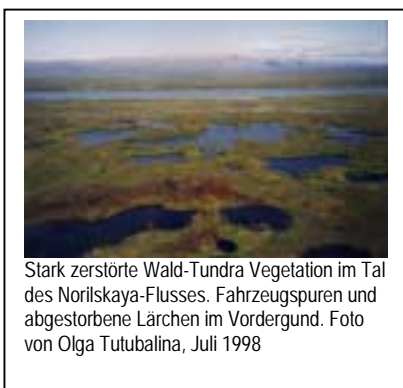 Stark zerstörte Wald-Tundra Vegetation im Tal
des Norilskaya-Flusses. Fahrzeugspuren und
abgestorbene Lärchen im Vordergund. Foto
von Olga Tutubalina, Juli 1998